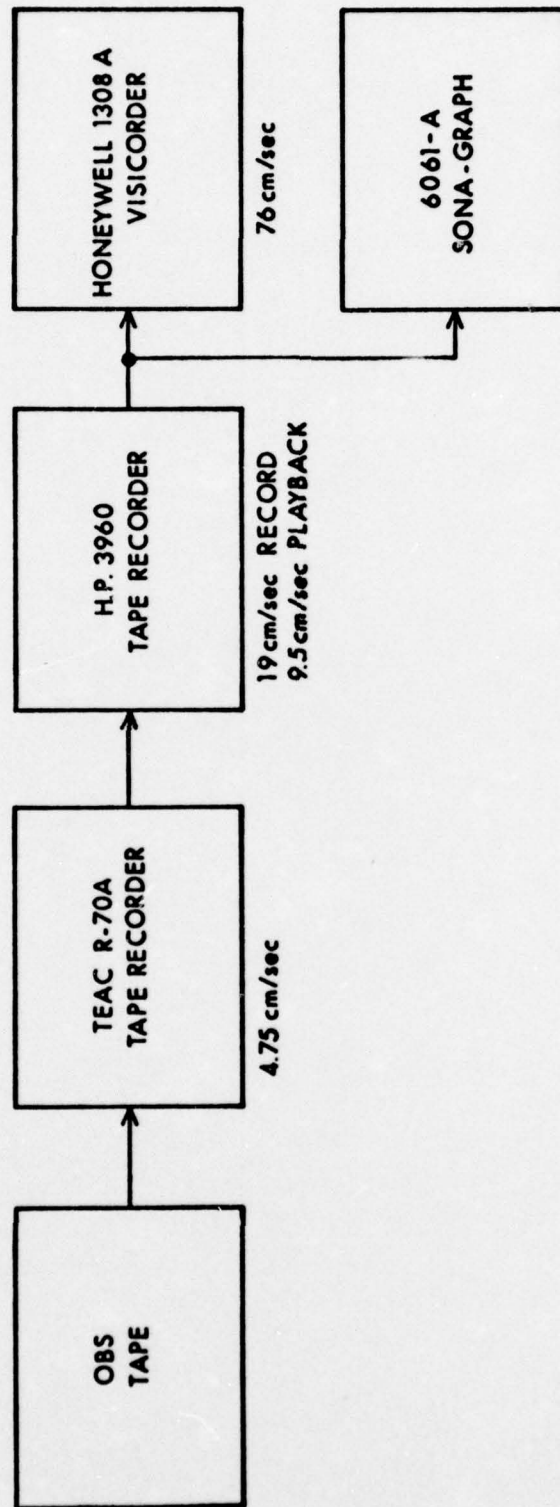 OBS
TAPE
TEAC R-70A
TAPE RECORDER
4.75 cm/sec
H.P. 3960
TAPE RECORDER
19 cm/sec RECORD
9.5 cm/sec PLAYBACK
HONEYWELL 1308 A
VISICORDER
76 cm/sec
6061-A
SONA-GRAPH